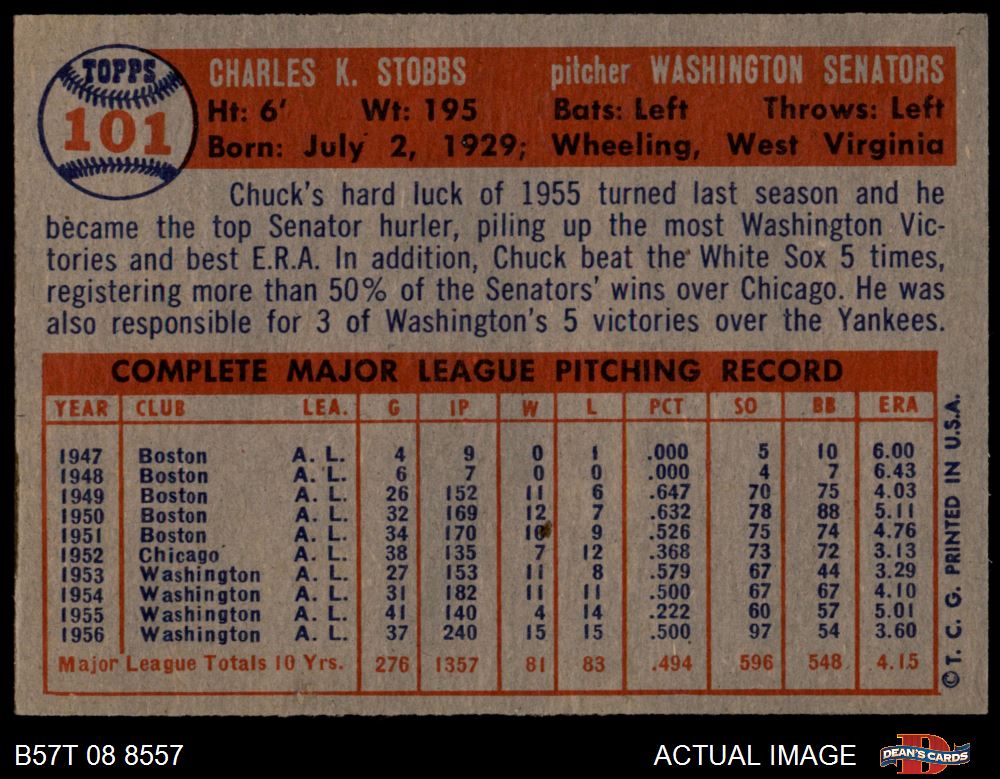 TOPPS
101
CHARLES K. STOBBS pitcher WASHINGTON SENATORS
Ht: 6' Wt: 195 Bats: Left Throws: Left
Born: July 2, 1929; Wheeling, West Virginia
Chuck's hard luck of 1955 turned last season and he
became the top Senator hurler, piling up the most Washington Vic-
tories and best E.R.A. In addition, Chuck beat the White Sox 5 times,
registering more than 50% of the Senators' wins over Chicago. He was
also responsible for 3 of Washington's 5 victories over the Yankees.
COMPLETE MAJOR LEAGUE PITCHING RECORD
YEAR CLUB LEA. G IP W L PCT SO BB ERA
1947 Boston A. L. 4 9 0 1 .000 5 10 6.00
1948 Boston A. L. 6 7 0 0 .000 4 7 6.43
1949 Boston A. L. 26 152 11 6 .647 70 75 4.03
1950 Boston A. L. 32 169 12 7 .632 78 88 5.11
1951 Boston A. L. 34 170 10 9 .526 75 74 4.76
1952 Chicago A. L. 38 135 7 12 .368 73 72 3.13
1953 Washington A. L. 27 153 11 8 .579 67 44 3.29
1954 Washington A. L. 31 182 11 11 .500 67 67 4.10
1955 Washington A. L. 41 140 4 14 .222 60 57 5.01
1956 Washington A. L. 37 240 15 15 .500 97 54 3.60
Major League Totals 10 Yrs. 276 1357 81 83 .494 596 548 4.15
©T. C. G. PRINTED IN U.S.A.
B57T 08 8557 ACTUAL IMAGE DEAN'S CARDS